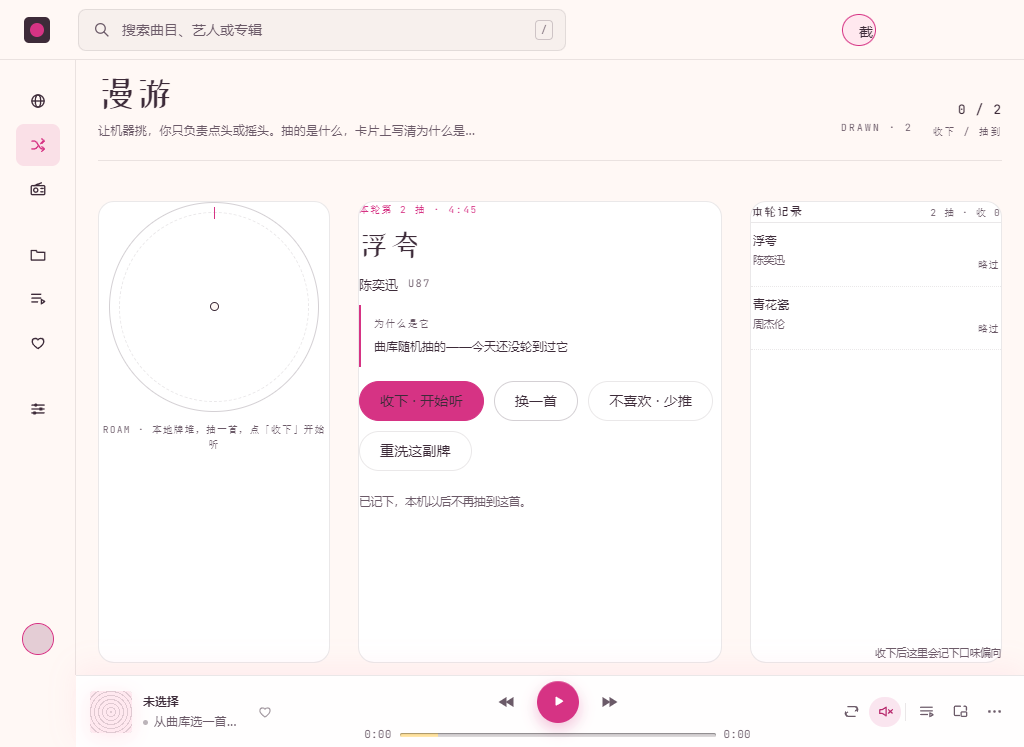 搜索曲目、艺人或专辑
/
截
漫游
让机器挑，你只负责点头或摇头。抽的是什么，卡片上写清为什么是…
DRAWN · 2
0 / 2
收下 / 抽到
ROAM · 本地牌堆，抽一首，点「收下」开始
听
本轮第 2 抽 · 4:45
浮夸
陈奕迅 U87
为什么是它
曲库随机抽的——今天还没轮到过它
收下 · 开始听
换一首
不喜欢 · 少推
重洗这副牌
已记下，本机以后不再抽到这首。
本轮记录
2 抽 · 收 0
浮夸
陈奕迅
略过
青花瓷
周杰伦
略过
收下后这里会记下口味偏向
未选择
从曲库选一首…
0:00
0:00